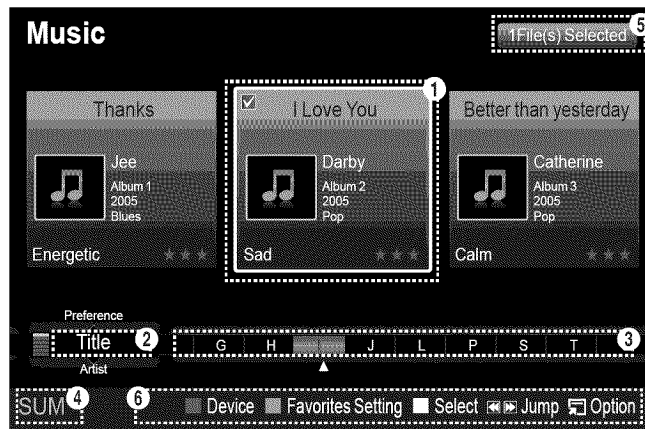 Music
1File(s) Selected
5
1
Thanks
I Love You
Better than yesterday
Jee
Album 1
2005
Blues
Darby
Album 2
2005
Pop
Catherine
Album 3
2005
Pop
Energetic
Sad
Calm
Preference
Title
2
G H J L P S T
3
Artist
SUM
4
6
Device Favorites Setting Select Jump Option